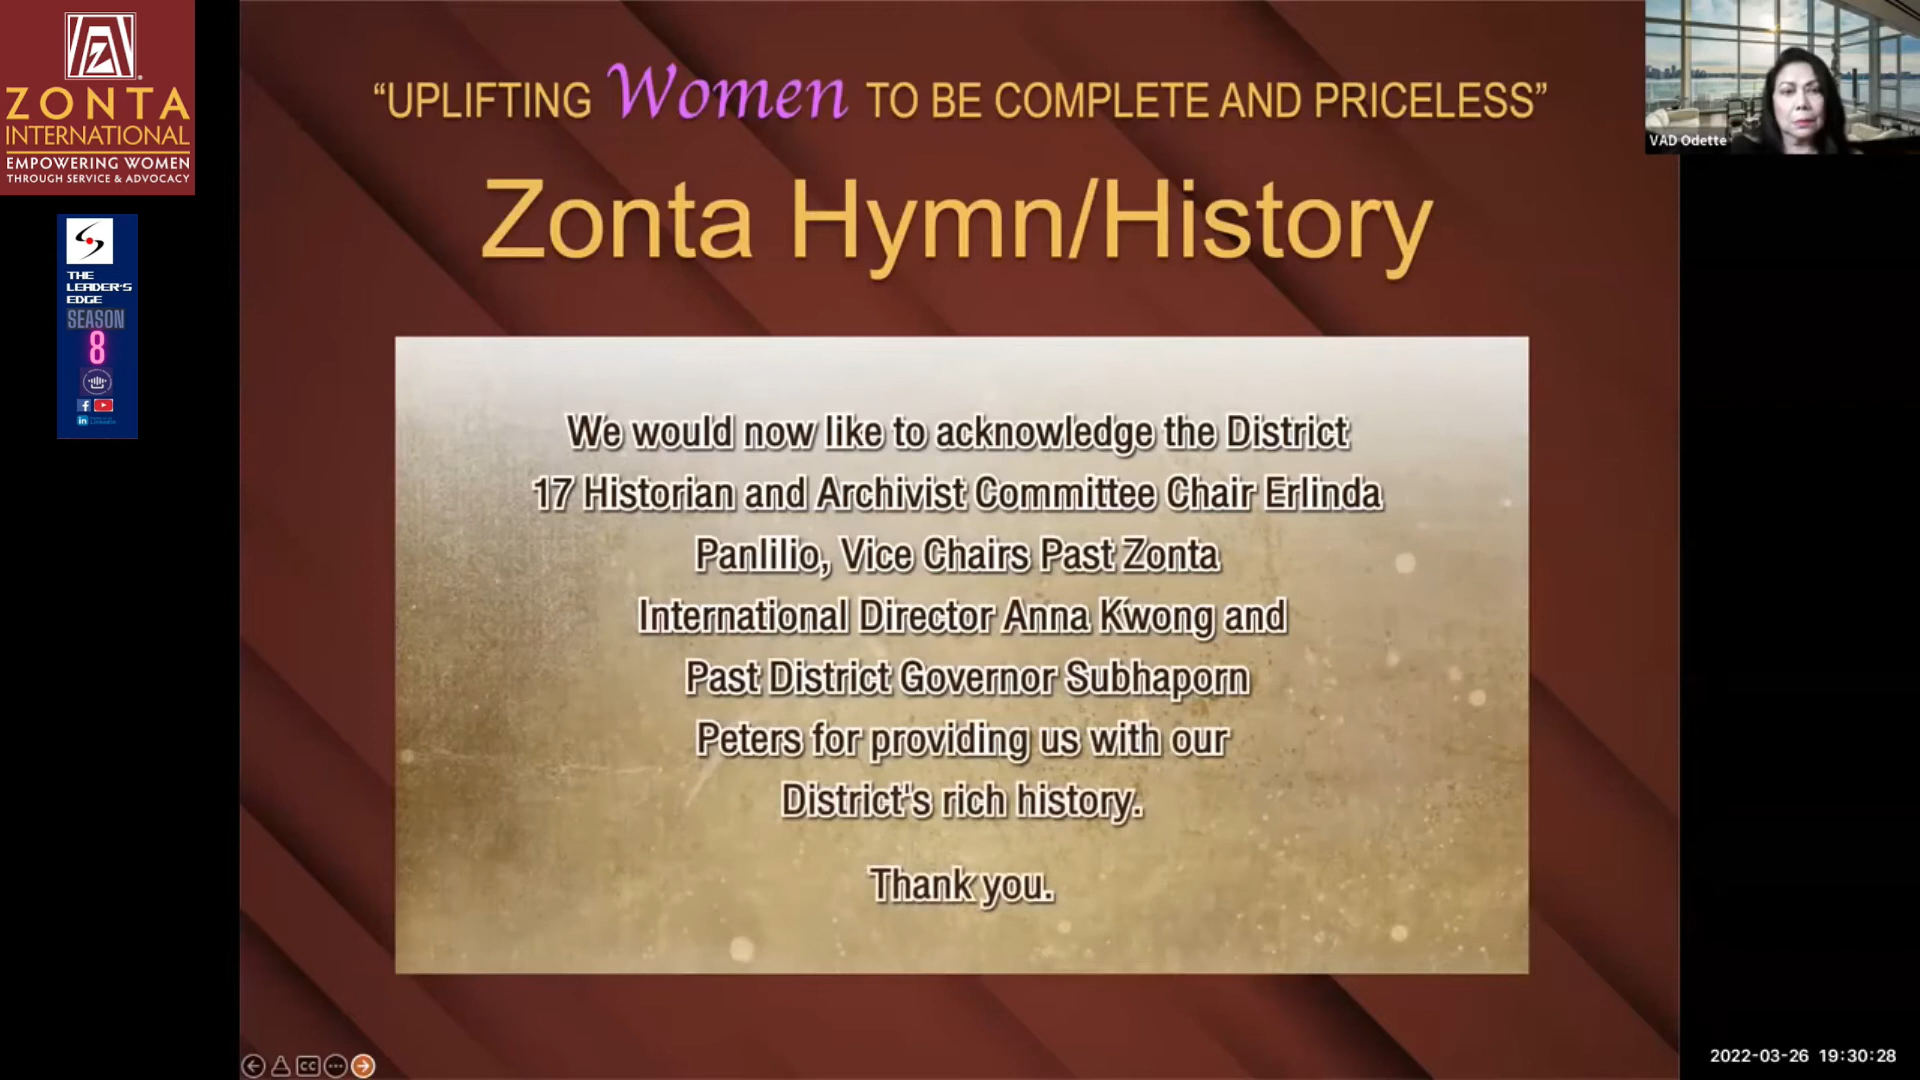 ZONTA
INTERNATIONAL
EMPOWERING WOMEN
THROUGH SERVICE & ADVOCACY
THE
LEADER'S
EDGE
SEASON
8
“UPLIFTING Women TO BE COMPLETE AND PRICELESS”
Zonta Hymn/History
We would now like to acknowledge the District
17 Historian and Archivist Committee Chair Erlinda
Panlilio, Vice Chairs Past Zonta
International Director Anna Kwong and
Past District Governor Subhaporn
Peters for providing us with our
District's rich history.
Thank you.
VAD Odette
CC
2022-03-26 19:30:28